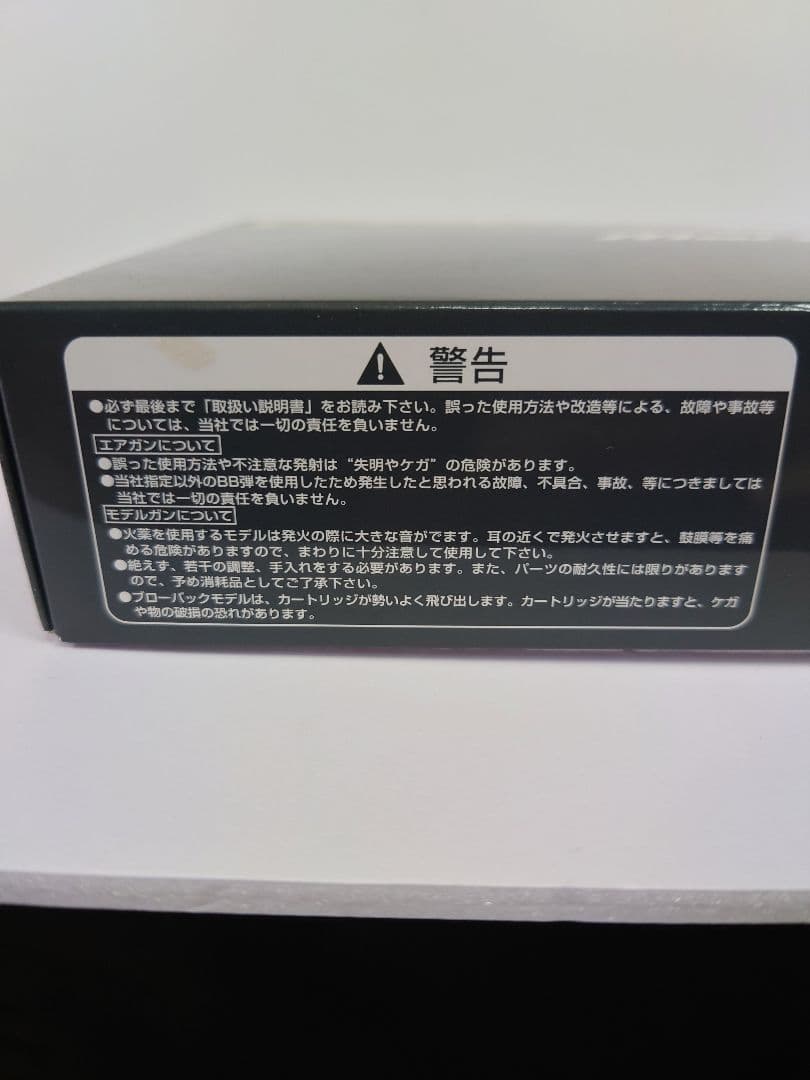 警告
●必ず最後まで「取扱い説明書」をお読み下さい。誤った使用方法や改造等による、故障や事故等
については、当社では一切の責任を負いません。
エアガンについて
●誤った使用方法や不注意な発射は“失明やケガ”の危険があります。
●当社指定以外のBB弾を使用したため発生したと思われる故障、不具合、事故、等につきましては
当社では一切の責任を負いません。
モデルガンについて
●火薬を使用するモデルは発火の際に大きな音がでます。耳の近くで発火させますと、鼓膜等を痛
める危険がありますので、まわりに十分注意して使用して下さい。
●絶えず、若干の調整、手入れをする必要があります。また、パーツの耐久性には限りがあります
ので、予め消耗品としてご了承下さい。
●ブローバックモデルは、カートリッジが勢いよく飛び出します。カートリッジが当たりますと、ケガ
や物の破損の恐れがあります。